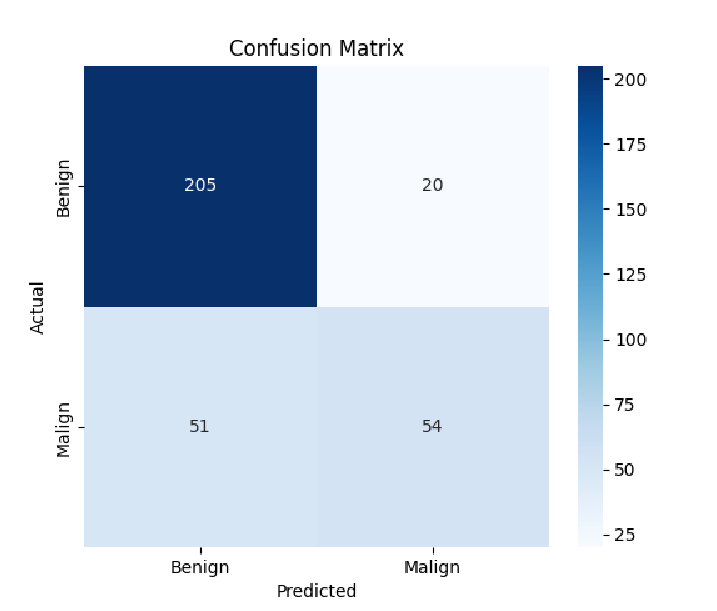 Confusion Matrix
Benign
205
20
Malign
51
54
Actual
Benign
Malign
Predicted
200
175
150
125
100
75
50
25